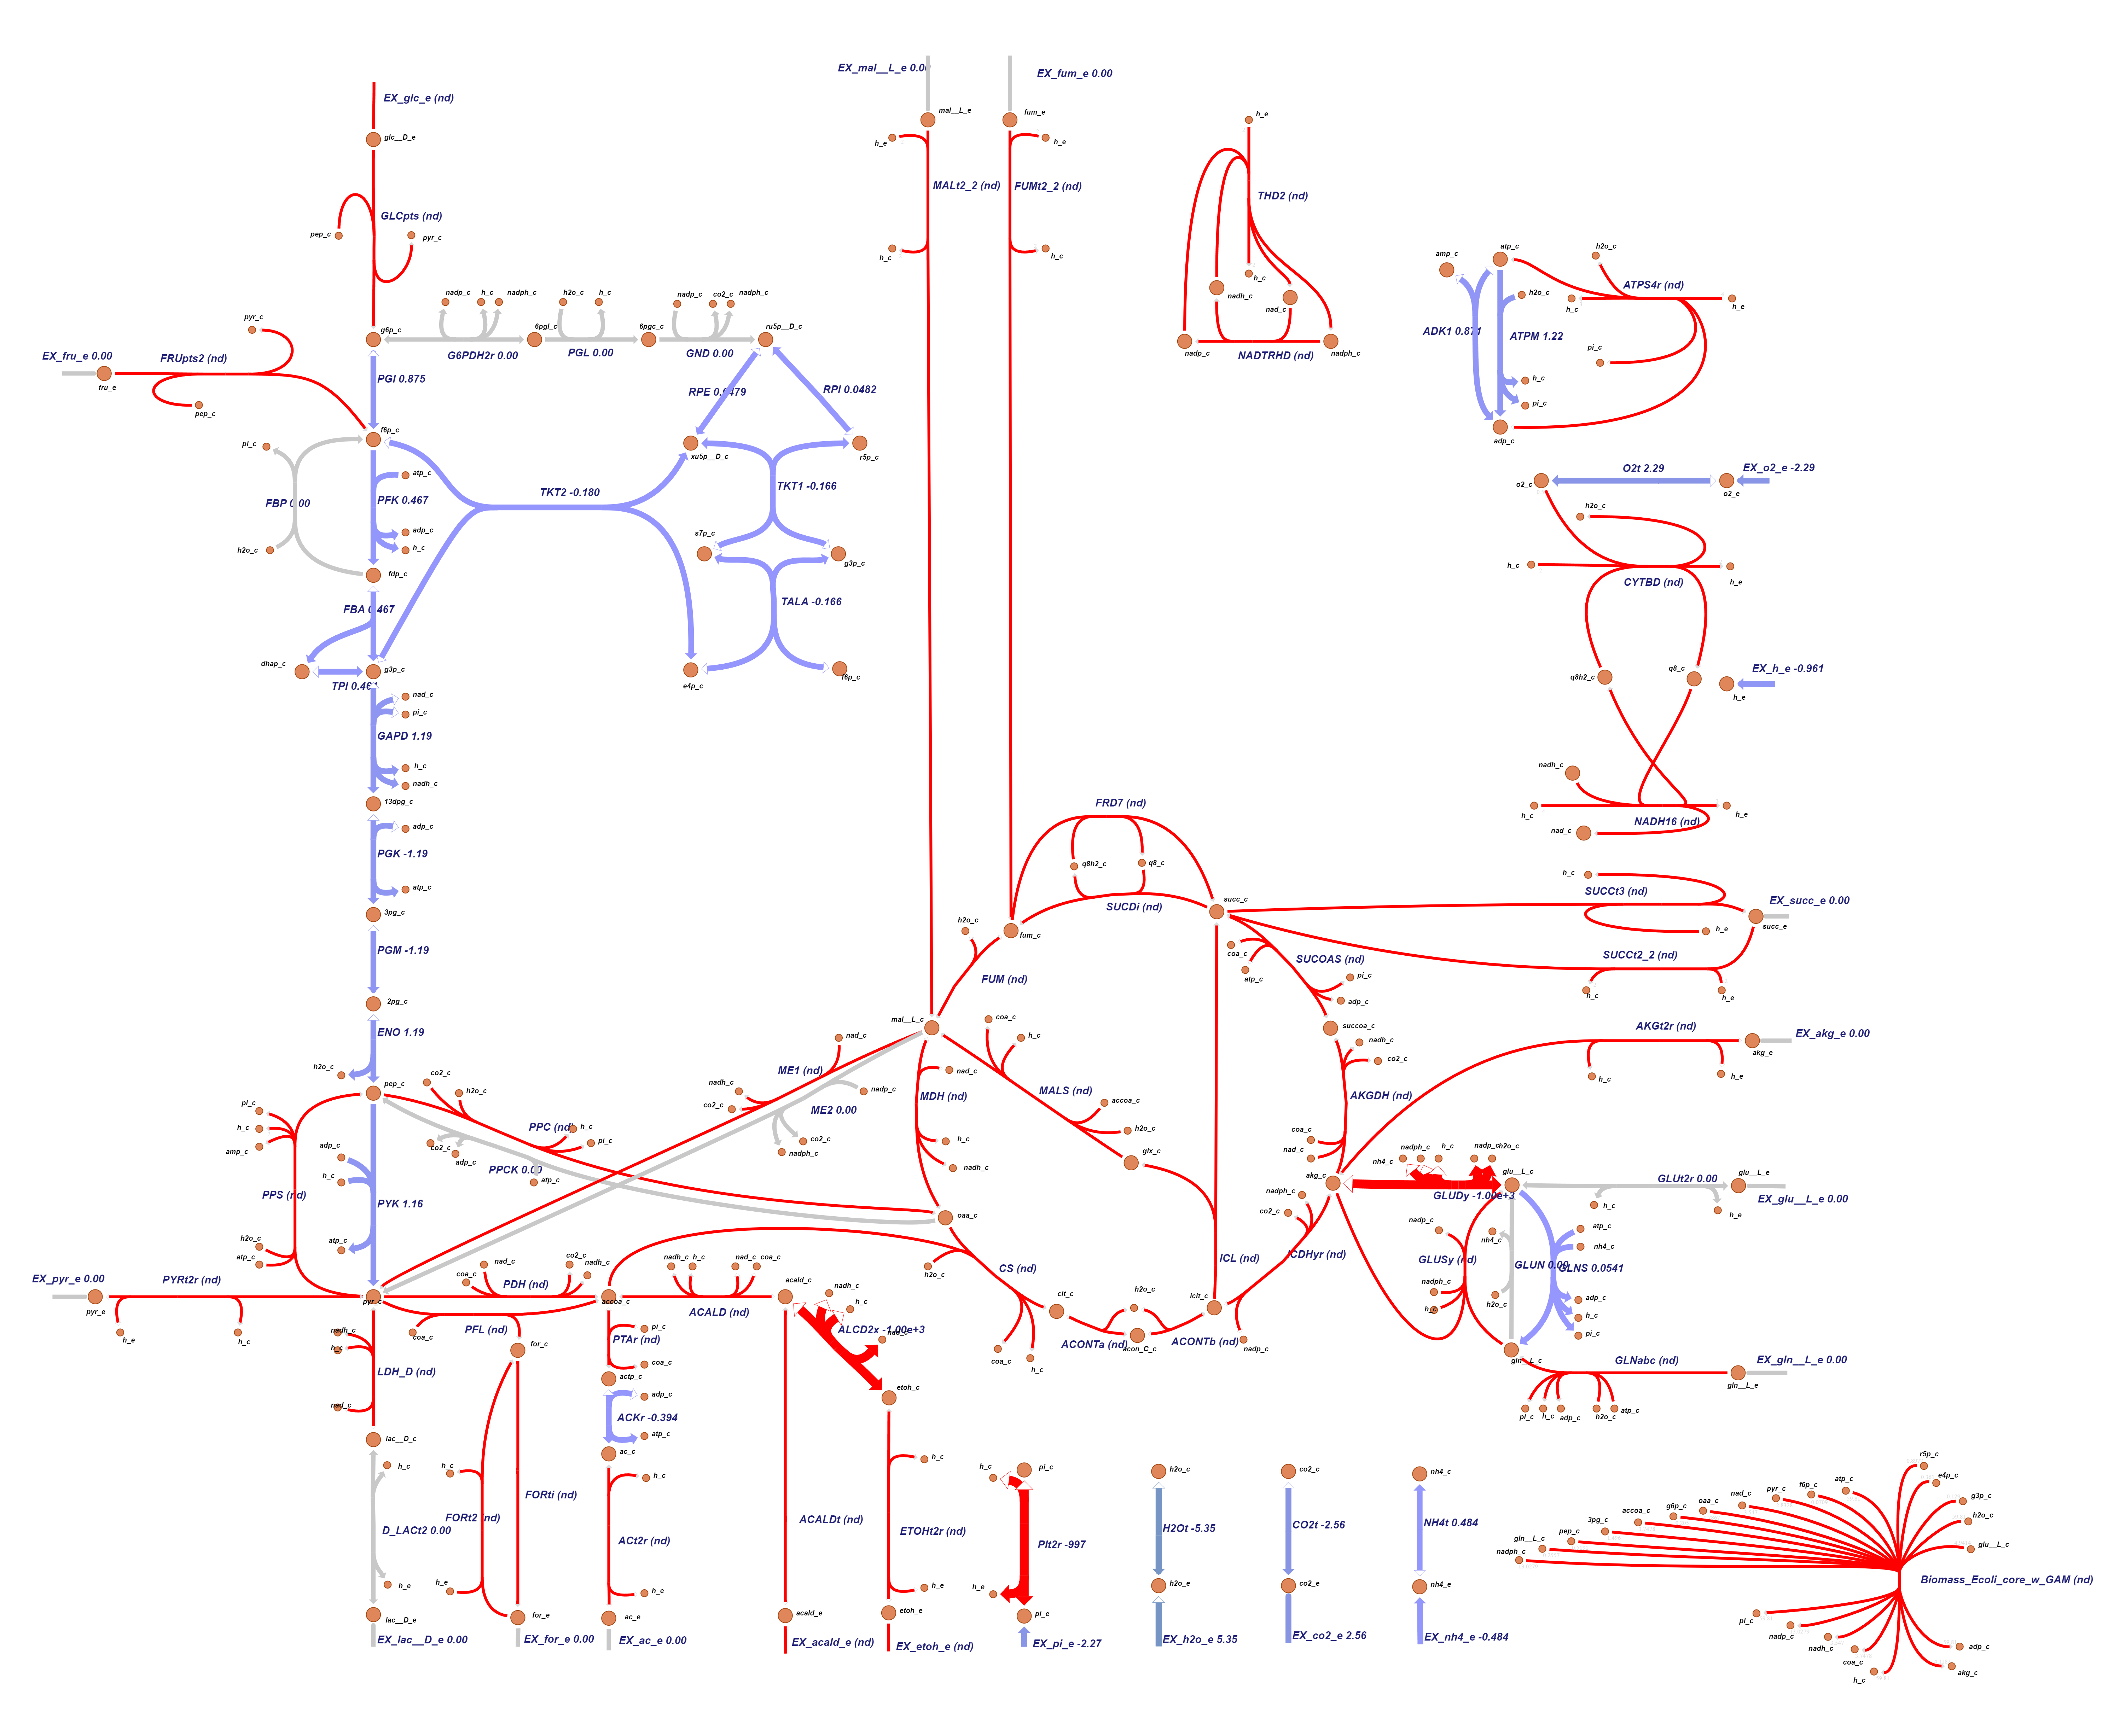 EX_glc_e (nd)
glc__D_e
GLCpts (nd)
pep_c
pyr_c
nadp_c
h_c
nadph_c
h2o_c
h_c
nadp_c
co2_c
nadph_c
g6p_c
G6PDH2r 0.00
6pgl_c
PGL 0.00
6pgc_c
GND 0.00
ru5p__D_c
pyr_c
EX_fru_e 0.00
FRUpts2 (nd)
fru_e
pep_c
PGI 0.875
RPE 0.0479
RPI 0.0482
f6p_c
pi_c
FBP 0.00
h2o_c
atp_c
PFK 0.467
adp_c
h_c
fdp_c
TKT2 -0.180
xu5p__D_c
r5p_c
TKT1 -0.166
s7p_c
g3p_c
TALA -0.166
e4p_c
f6p_c
FBA 0.467
dhap_c
g3p_c
TPI 0.461
nad_c
pi_c
GAPD 1.19
h_c
nadh_c
13dpg_c
adp_c
PGK -1.19
atp_c
3pg_c
PGM -1.19
2pg_c
ENO 1.19
h2o_c
pep_c
EX_mal__L_e 0.00
EX_fum_e 0.00
mal__L_e
fum_e
h_e
h_e
MALt2_2 (nd)
FUMt2_2 (nd)
h_c
h_c
h_e
THD2 (nd)
h_c
nadh_c
nad_c
nadp_c
NADTRHD (nd)
nadph_c
amp_c
atp_c
h2o_c
ATPS4r (nd)
h2o_c
h_c
h_e
ADK1 0.871
ATPM 1.22
pi_c
h_c
pi_c
adp_c
O2t 2.29
EX_o2_e -2.29
o2_c
o2_e
h2o_c
h_c
CYTBD (nd)
h_e
q8h2_c
q8_c
EX_h_e -0.961
h_e
nadh_c
h_c
NADH16 (nd)
h_e
nad_c
FRD7 (nd)
q8h2_c
q8_c
SUCDi (nd)
succ_c
h2o_c
fum_c
FUM (nd)
h_c
SUCCt3 (nd)
EX_succ_e 0.00
h_e
succ_e
SUCCt2_2 (nd)
h_c
h_e
coa_c
atp_c
SUCOAS (nd)
pi_c
adp_c
succoa_c
nadh_c
co2_c
AKGDH (nd)
coa_c
nad_c
akg_c
AKGt2r (nd)
EX_akg_e 0.00
akg_e
h_c
h_e
mal__L_c
coa_c
h_c
MALS (nd)
accoa_c
h2o_c
glx_c
nad_c
MDH (nd)
h_c
nadh_c
oaa_c
nad_c
ME1 (nd)
nadh_c
co2_c
ME2 0.00
nadp_c
co2_c
nadph_c
co2_c
h2o_c
PPC (nd)
h_c
pi_c
co2_c
adp_c
PPCK 0.00
atp_c
pi_c
h_c
amp_c
PPS (nd)
h2o_c
atp_c
adp_c
h_c
PYK 1.16
atp_c
EX_pyr_e 0.00
PYRt2r (nd)
pyr_e
h_e
h_c
pyr_c
coa_c
nad_c
PDH (nd)
co2_c
nadh_c
accoa_c
PFL (nd)
coa_c
for_c
nadh_c
h_c
ACALD (nd)
nad_c
coa_c
acald_c
nadh_c
h_c
ALCD2x -1.00e+3
nad_c
etoh_c
nadh_c
h_c
LDH_D (nd)
nad_c
lac__D_c
h_c
D_LACt2 0.00
h_e
lac__D_e
EX_lac__D_e 0.00
h_c
FORt2 (nd)
h_e
FORti (nd)
for_e
EX_for_e 0.00
pi_c
PTAr (nd)
coa_c
actp_c
adp_c
ACKr -0.394
atp_c
ac_c
h_c
ACt2r (nd)
h_e
ac_e
EX_ac_e 0.00
ACALDt (nd)
acald_e
EX_acald_e (nd)
h_c
ETOHt2r (nd)
h_e
etoh_e
EX_etoh_e (nd)
h2o_c
CS (nd)
coa_c
h_c
cit_c
ACONTa (nd)
h2o_c
acon_C_c
ACONTb (nd)
icit_c
ICL (nd)
nadp_c
ICDHyr (nd)
co2_c
nadph_c
nh4_c
nadph_c
h_c
nadp_c
h2o_c
glu__L_c
GLUDy -1.00e+3
GLUt2r 0.00
glu__L_e
EX_glu__L_e 0.00
h_c
h_e
nadp_c
GLUSy (nd)
nadph_c
h_c
nh4_c
GLUN 0.00
h2o_c
atp_c
nh4_c
GLNS 0.0541
adp_c
h_c
pi_c
gln__L_c
GLNabc (nd)
EX_gln__L_e 0.00
gln__L_e
pi_c
h_c
adp_c
h2o_c
atp_c
h_c
pi_c
PIt2r -997
h_e
pi_e
EX_pi_e -2.27
h2o_c
H2Ot -5.35
h2o_e
EX_h2o_e 5.35
co2_c
CO2t -2.56
co2_e
EX_co2_e 2.56
nh4_c
NH4t 0.484
nh4_e
EX_nh4_e -0.484
r5p_c
e4p_c
g3p_c
h2o_c
glu__L_c
atp_c
f6p_c
pyr_c
nad_c
oaa_c
g6p_c
accoa_c
3pg_c
pep_c
gln__L_c
nadph_c
Biomass_Ecoli_core_w_GAM (nd)
pi_c
nadp_c
nadh_c
coa_c
h_c
adp_c
akg_c